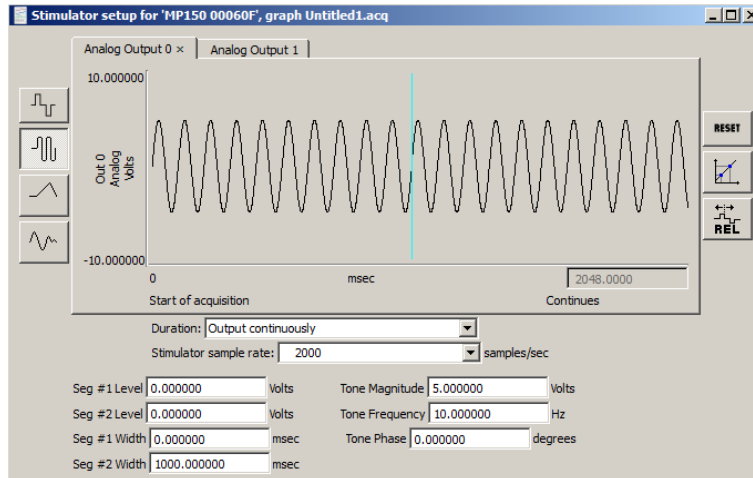 Stimulator setup for 'MP150 00060F', graph Untitled1.acq
Analog Output 0 ×
Analog Output 1
10.000000
Out 0
Analog
Volts
-10.000000
0
msec
2048.0000
Start of acquisition
Continues
RESET
REL
Duration: Output continuously
Stimulator sample rate: 2000 samples/sec
Seg #1 Level 0.000000 Volts
Tone Magnitude 5.000000 Volts
Seg #2 Level 0.000000 Volts
Tone Frequency 10.000000 Hz
Seg #1 Width 0.000000 msec
Tone Phase 0.000000 degrees
Seg #2 Width 1000.000000 msec